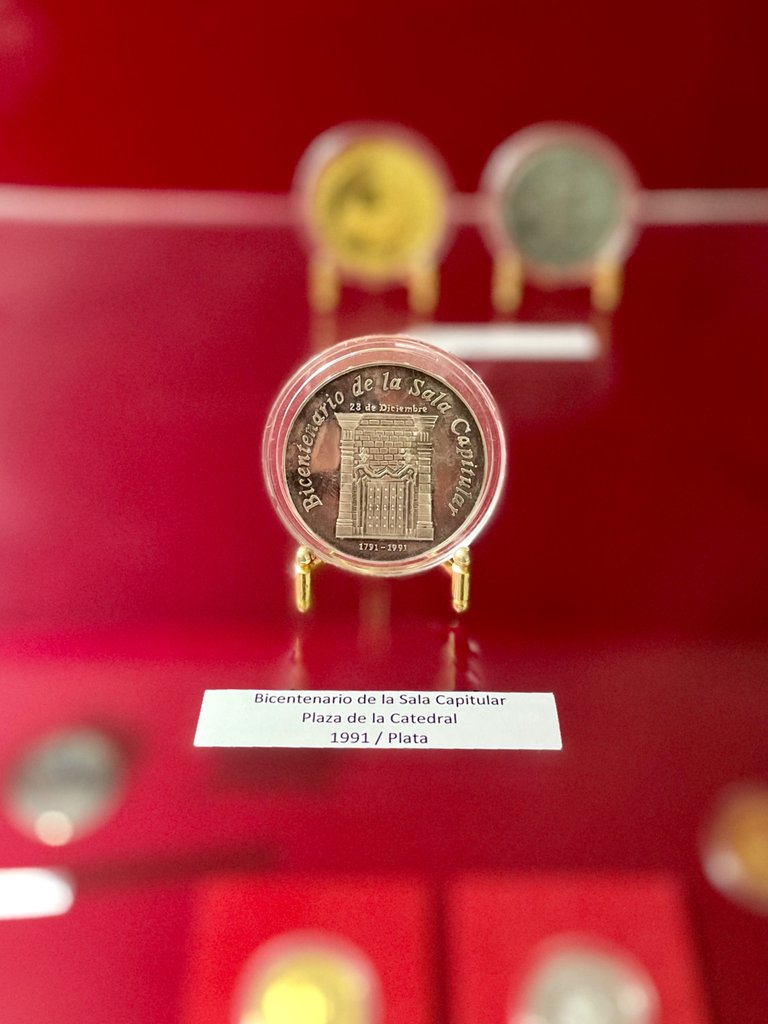 Bicentenario de la Sala Capitular
28 de Diciembre
1791-1991
Bicentenario de la Sala Capitular
Plaza de la Catedral
1991 / Plata